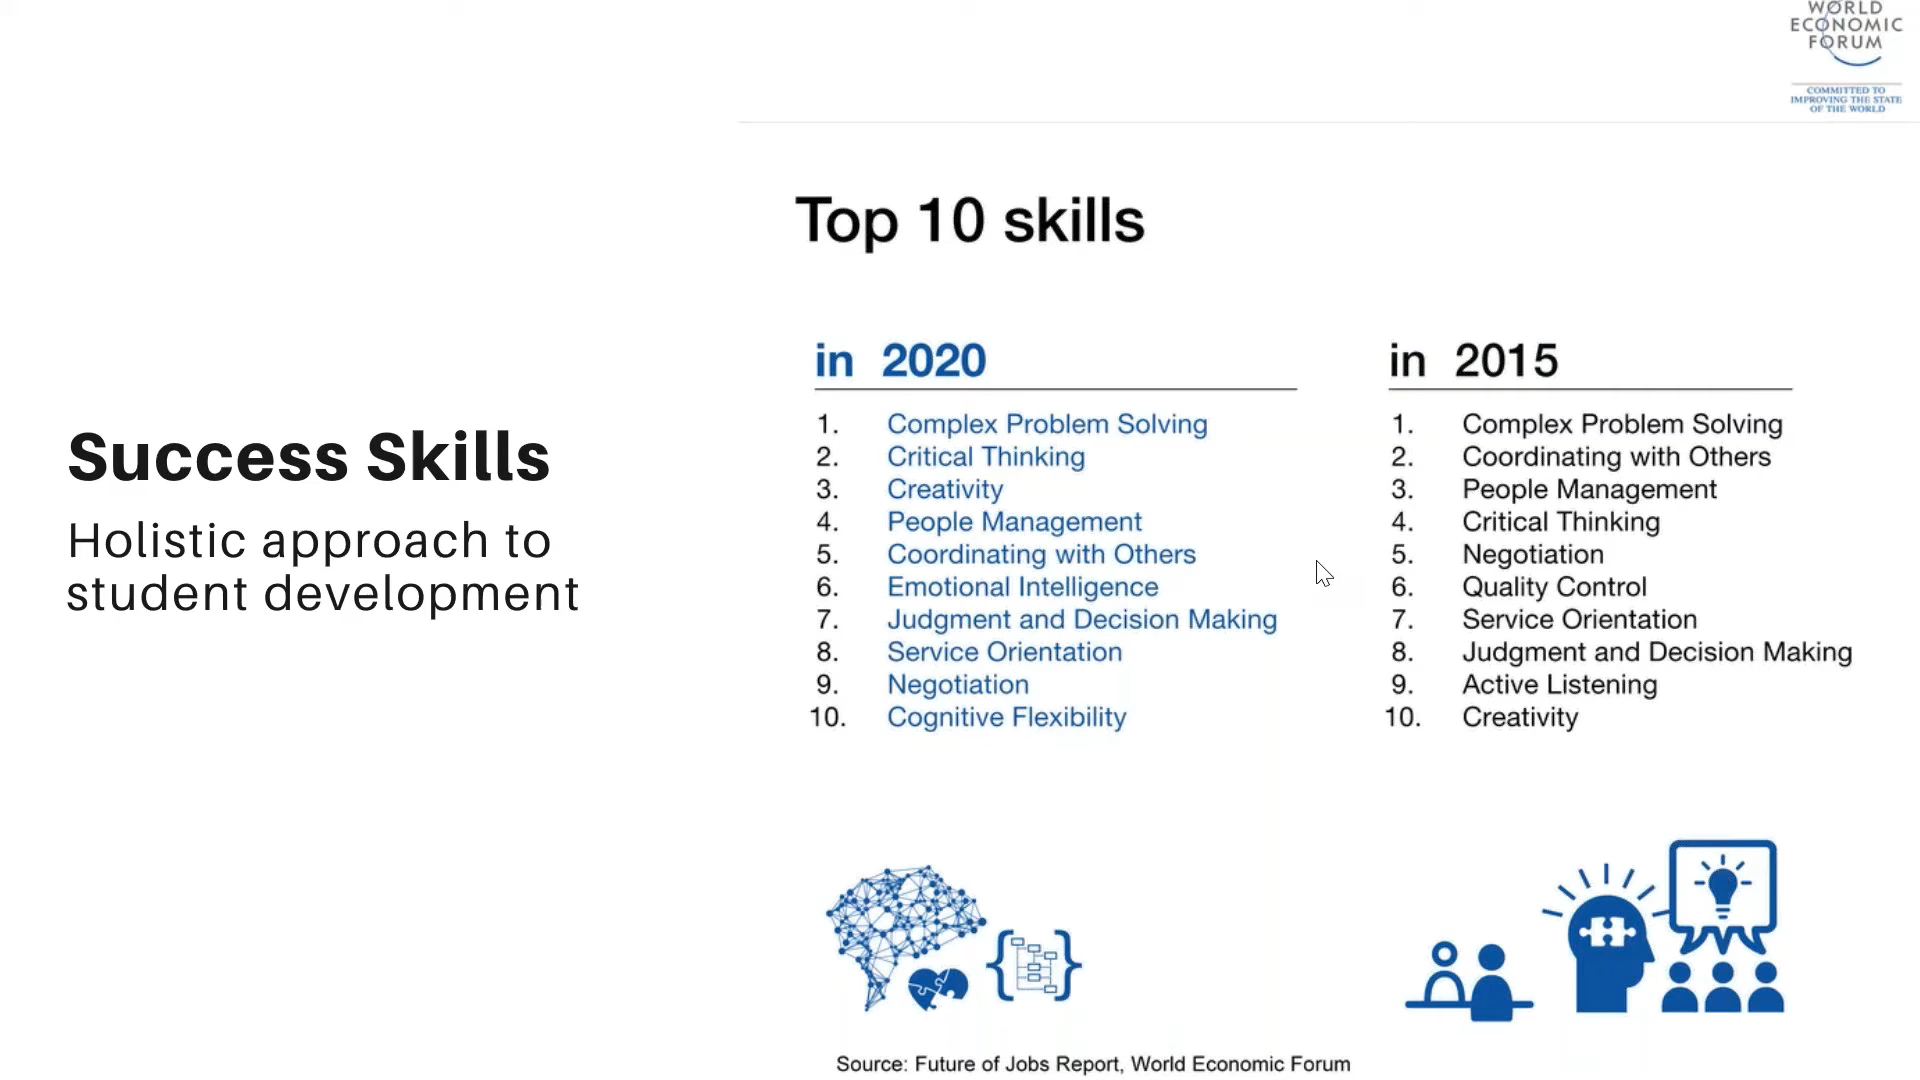 WORLD
ECONOMIC
FORUM
COMMITTED TO
IMPROVING THE STATE
OF THE WORLD
Success Skills
Holistic approach to
student development
Top 10 skills
in 2020
1. Complex Problem Solving
2. Critical Thinking
3. Creativity
4. People Management
5. Coordinating with Others
6. Emotional Intelligence
7. Judgment and Decision Making
8. Service Orientation
9. Negotiation
10. Cognitive Flexibility
in 2015
1. Complex Problem Solving
2. Coordinating with Others
3. People Management
4. Critical Thinking
5. Negotiation
6. Quality Control
7. Service Orientation
8. Judgment and Decision Making
9. Active Listening
10. Creativity
Source: Future of Jobs Report, World Economic Forum